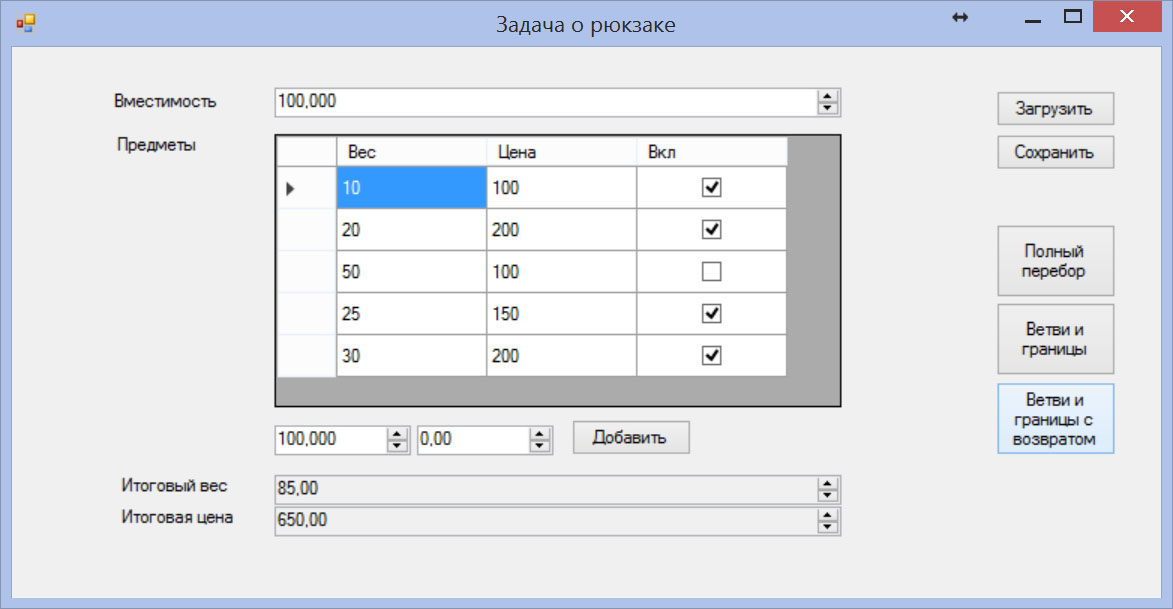 Задача о рюкзаке
Вместимость 100,000
Загрузить
Предметы
Сохранить
Вес Цена Вкл
10 100
20 200
50 100
25 150
30 200
Полный
перебор
Ветви и
границы
Ветви и
границы с
возвратом
100,000 0,00 Добавить
Итоговый вес 85,00
Итоговая цена 650,00